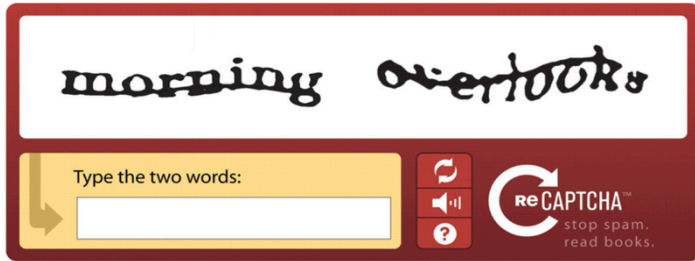 morning overlooks
Type the two words:
ReCAPTCHA™
stop spam.
read books.
?